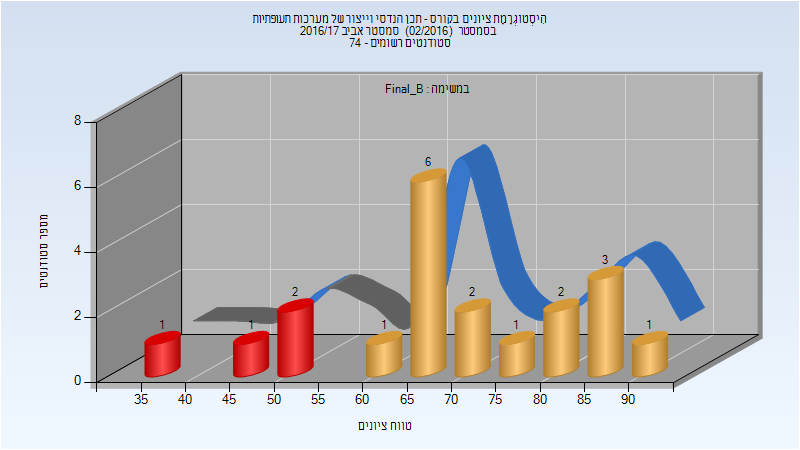 היסטוגרמת ציונים בקורס - תכן הנדסי וייצור של מערכות תעופתיות
בסמסטר (02/2016) סמסטר אביב 2016/17
סטודנטים רשומים - 74
במשימה : Final_B
מספר סטודנטים
8
6
4
2
0
1
1
2
1
6
2
1
2
3
1
35 40 45 50 55 60 65 70 75 80 85 90
טווח ציונים